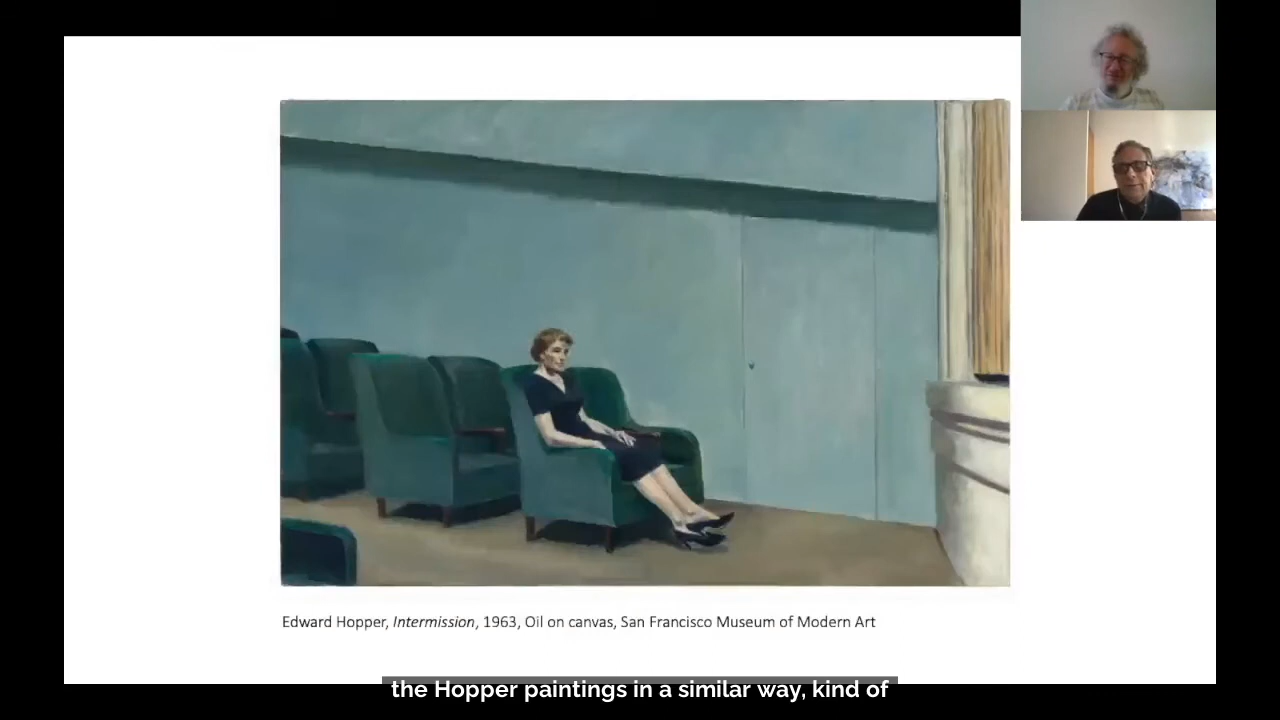 Edward Hopper, Intermission, 1963, Oil on canvas, San Francisco Museum of Modern Art
the Hopper paintings in a similar way, kind of